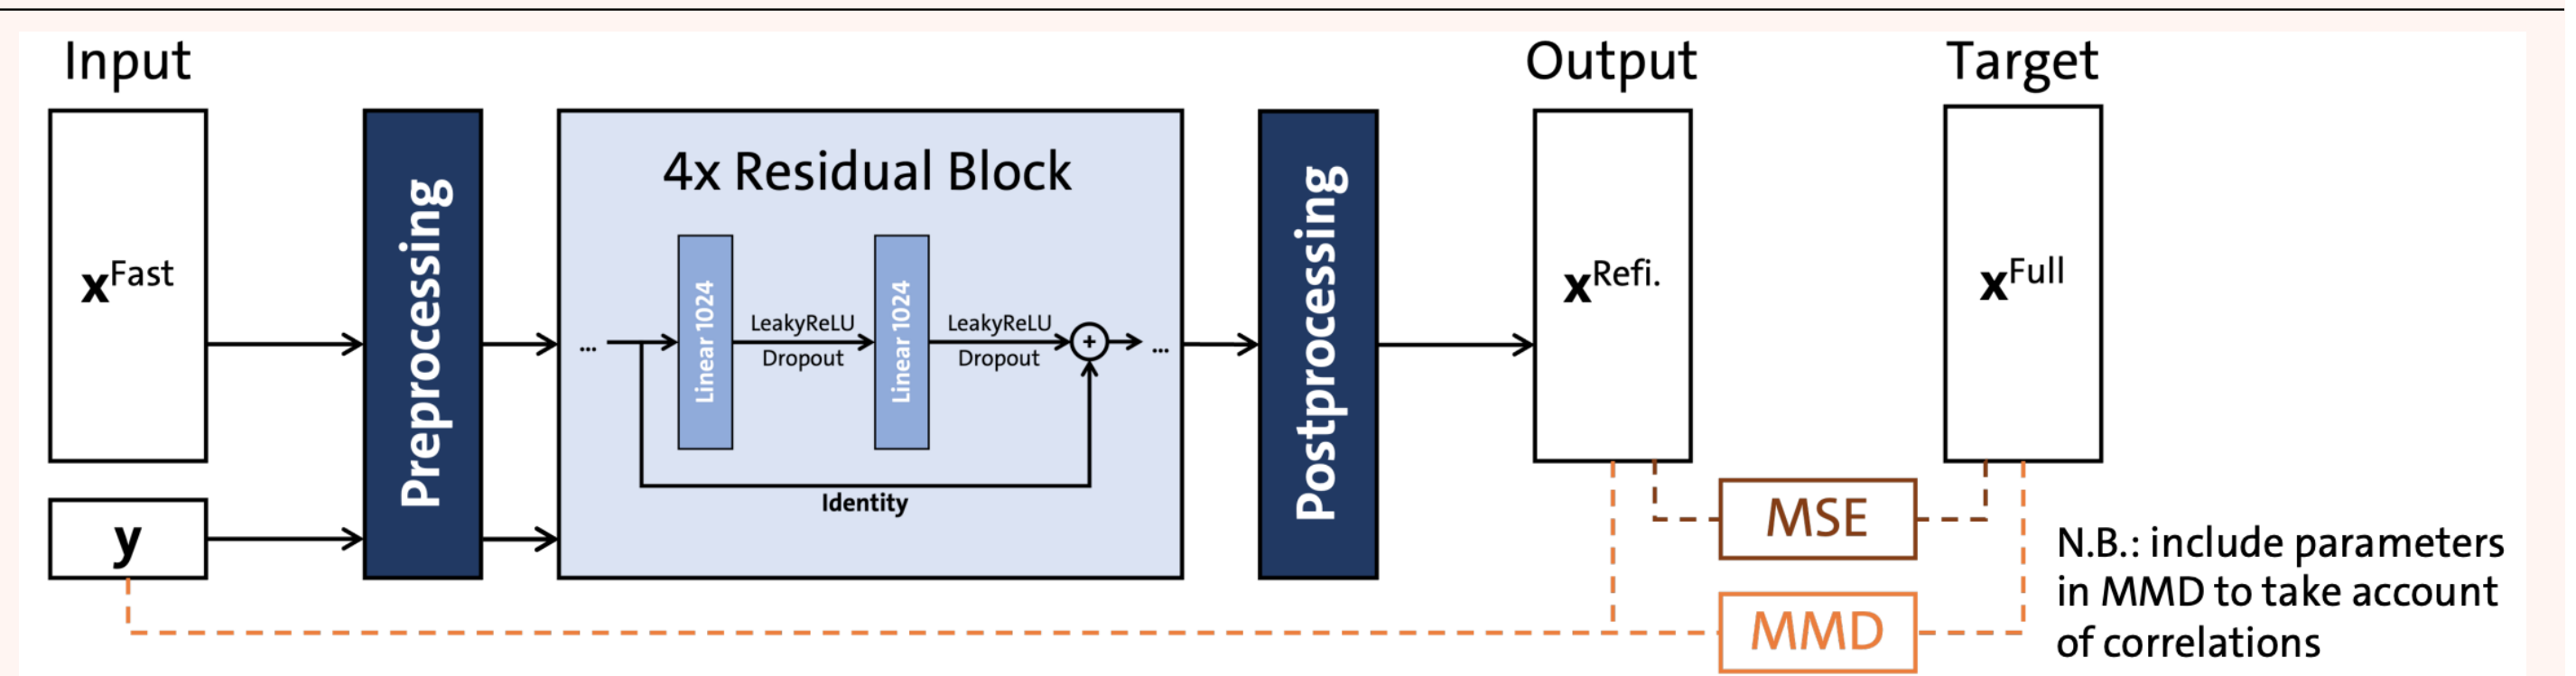 Input
Output
Target
x^Fast
y
Preprocessing
4x Residual Block
...
Linear 1024
LeakyReLU
Dropout
Linear 1024
LeakyReLU
Dropout
+
...
Identity
Postprocessing
x^Refi.
x^Full
MSE
MMD
N.B.: include parameters
in MMD to take account
of correlations